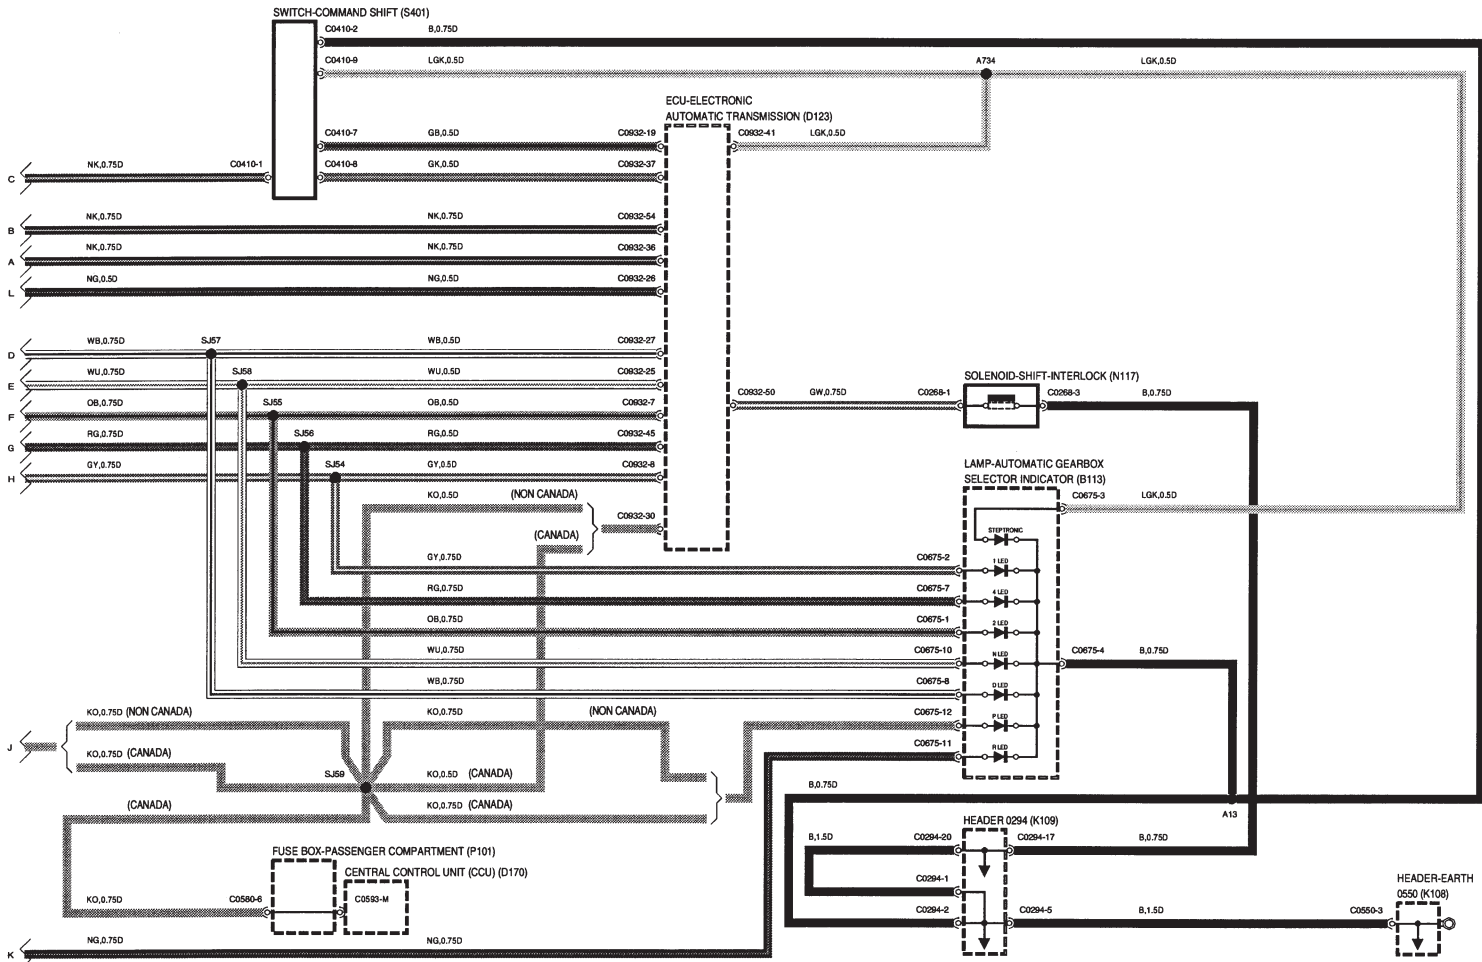 SWITCH-COMMAND SHIFT (S401)
C0410-2 B,0.75D
C0410-9 LGK,0.5D A734 LGK,0.5D
ECU-ELECTRONIC
AUTOMATIC TRANSMISSION (D123)
C0410-7 GB,0.5D C0932-19 C0932-41 LGK,0.5D
C NK,0.75D C0410-1 C0410-8 GK,0.5D C0932-37
B NK,0.75D NK,0.75D C0932-54
A NK,0.75D NK,0.75D C0932-36
L NG,0.5D NG,0.5D C0932-26
D WB,0.75D SJ57 WB,0.5D C0932-27
E WU,0.75D SJ58 WU,0.5D C0932-25
SOLENOID-SHIFT-INTERLOCK (N117)
F OB,0.75D SJ55 OB,0.5D C0932-7 C0932-50 GW,0.75D C0268-1 C0268-3 B,0.75D
G RG,0.75D SJ56 RG,0.5D C0932-45
H GY,0.75D SJ54 GY,0.5D C0932-8
LAMP-AUTOMATIC GEARBOX
SELECTOR INDICATOR (B113)
KO,0.5D (NON CANADA) C0675-3 LGK,0.5D
C0932-30
(CANADA) STEPTRONIC
GY,0.75D C0675-2 1 LED
RG,0.75D C0675-7 4 LED
OB,0.75D C0675-1 2 LED
WU,0.75D C0675-10 N LED C0675-4 B,0.75D
WB,0.75D C0675-8 D LED
KO,0.75D (NON CANADA) KO,0.75D (NON CANADA) C0675-12 P LED
J
KO,0.75D (CANADA) C0675-11 R LED
SJ59 KO,0.5D (CANADA)
B,0.75D
(CANADA) KO,0.75D (CANADA)
A13
HEADER 0294 (K109)
B,1.5D C0294-20 C0294-17 B,0.75D
FUSE BOX-PASSENGER COMPARTMENT (P101)
CENTRAL CONTROL UNIT (CCU) (D170)
C0294-1
HEADER-EARTH
0550 (K108)
KO,0.75D C0580-6 C0593-M
C0294-2 C0294-5 B,1.5D C0550-3
K NG,0.75D NG,0.75D